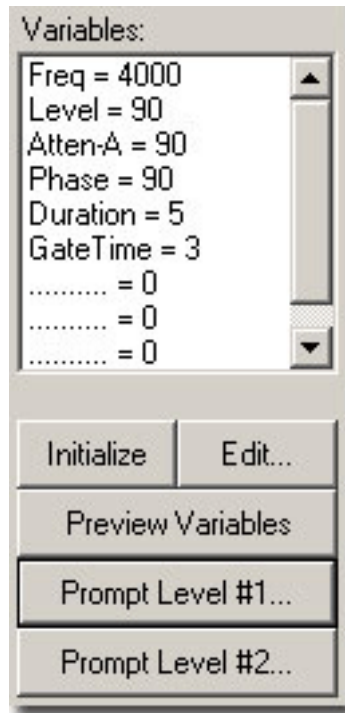 Variables:
Freq = 4000
Level = 90
Atten-A = 90
Phase = 90
Duration = 5
GateTime = 3
.......... = 0
.......... = 0
.......... = 0
Initialize Edit...
Preview Variables
Prompt Level #1...
Prompt Level #2...